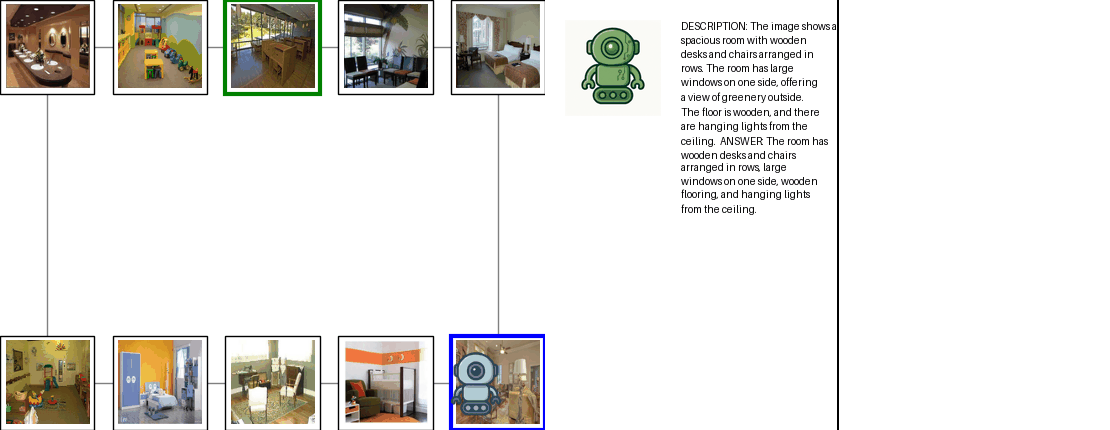 DESCRIPTION: The image shows a
spacious room with wooden
desks and chairs arranged in
rows. The room has large
windows on one side, offering
a view of greenery outside.
The floor is wooden, and there
are hanging lights from the
ceiling. ANSWER: The room has
wooden desks and chairs
arranged in rows, large
windows on one side, wooden
flooring, and hanging lights
from the ceiling.